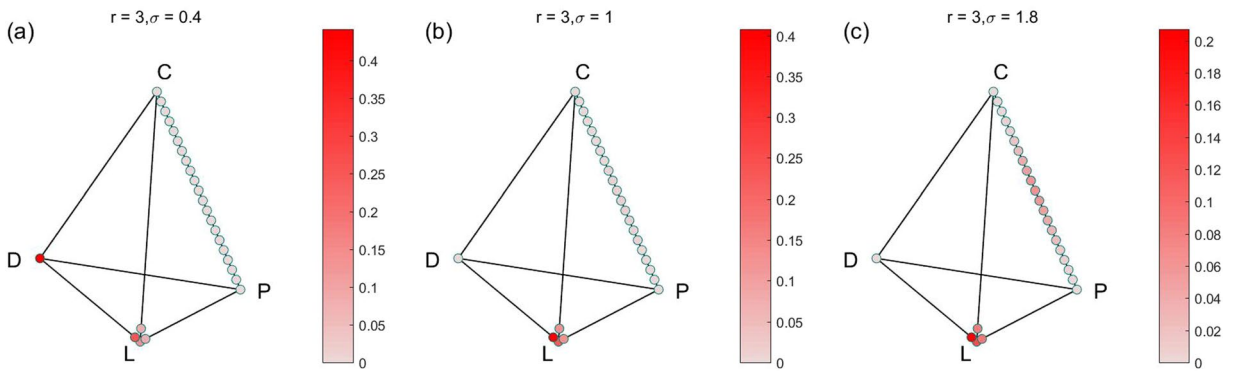 (a)
r = 3,σ = 0.4
C
D
P
L
0.4
0.35
0.3
0.25
0.2
0.15
0.1
0.05
0
(b)
r = 3,σ = 1
C
D
P
L
0.4
0.35
0.3
0.25
0.2
0.15
0.1
0.05
0
(c)
r = 3,σ = 1.8
C
D
P
L
0.2
0.18
0.16
0.14
0.12
0.1
0.08
0.06
0.04
0.02
0